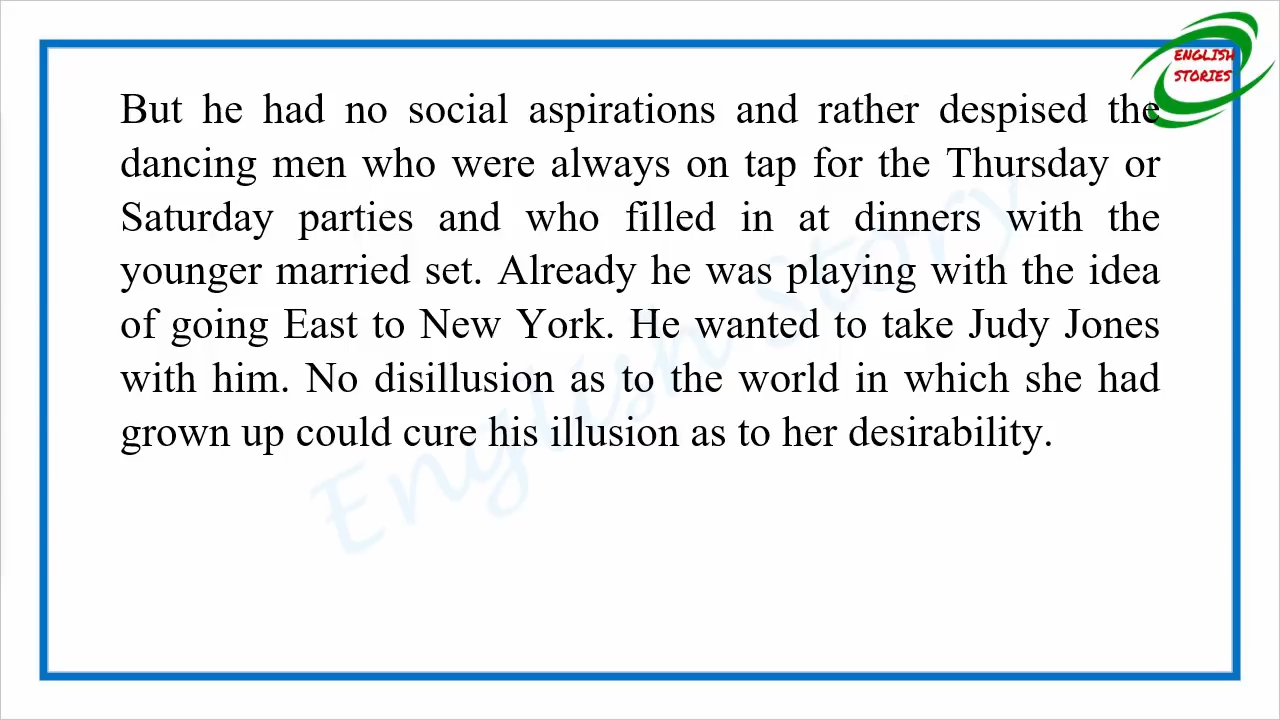 ENGLISH
STORIES
But he had no social aspirations and rather despised the
dancing men who were always on tap for the Thursday or
Saturday parties and who filled in at dinners with the
younger married set. Already he was playing with the idea
of going East to New York. He wanted to take Judy Jones
with him. No disillusion as to the world in which she had
grown up could cure his illusion as to her desirability.
English Story